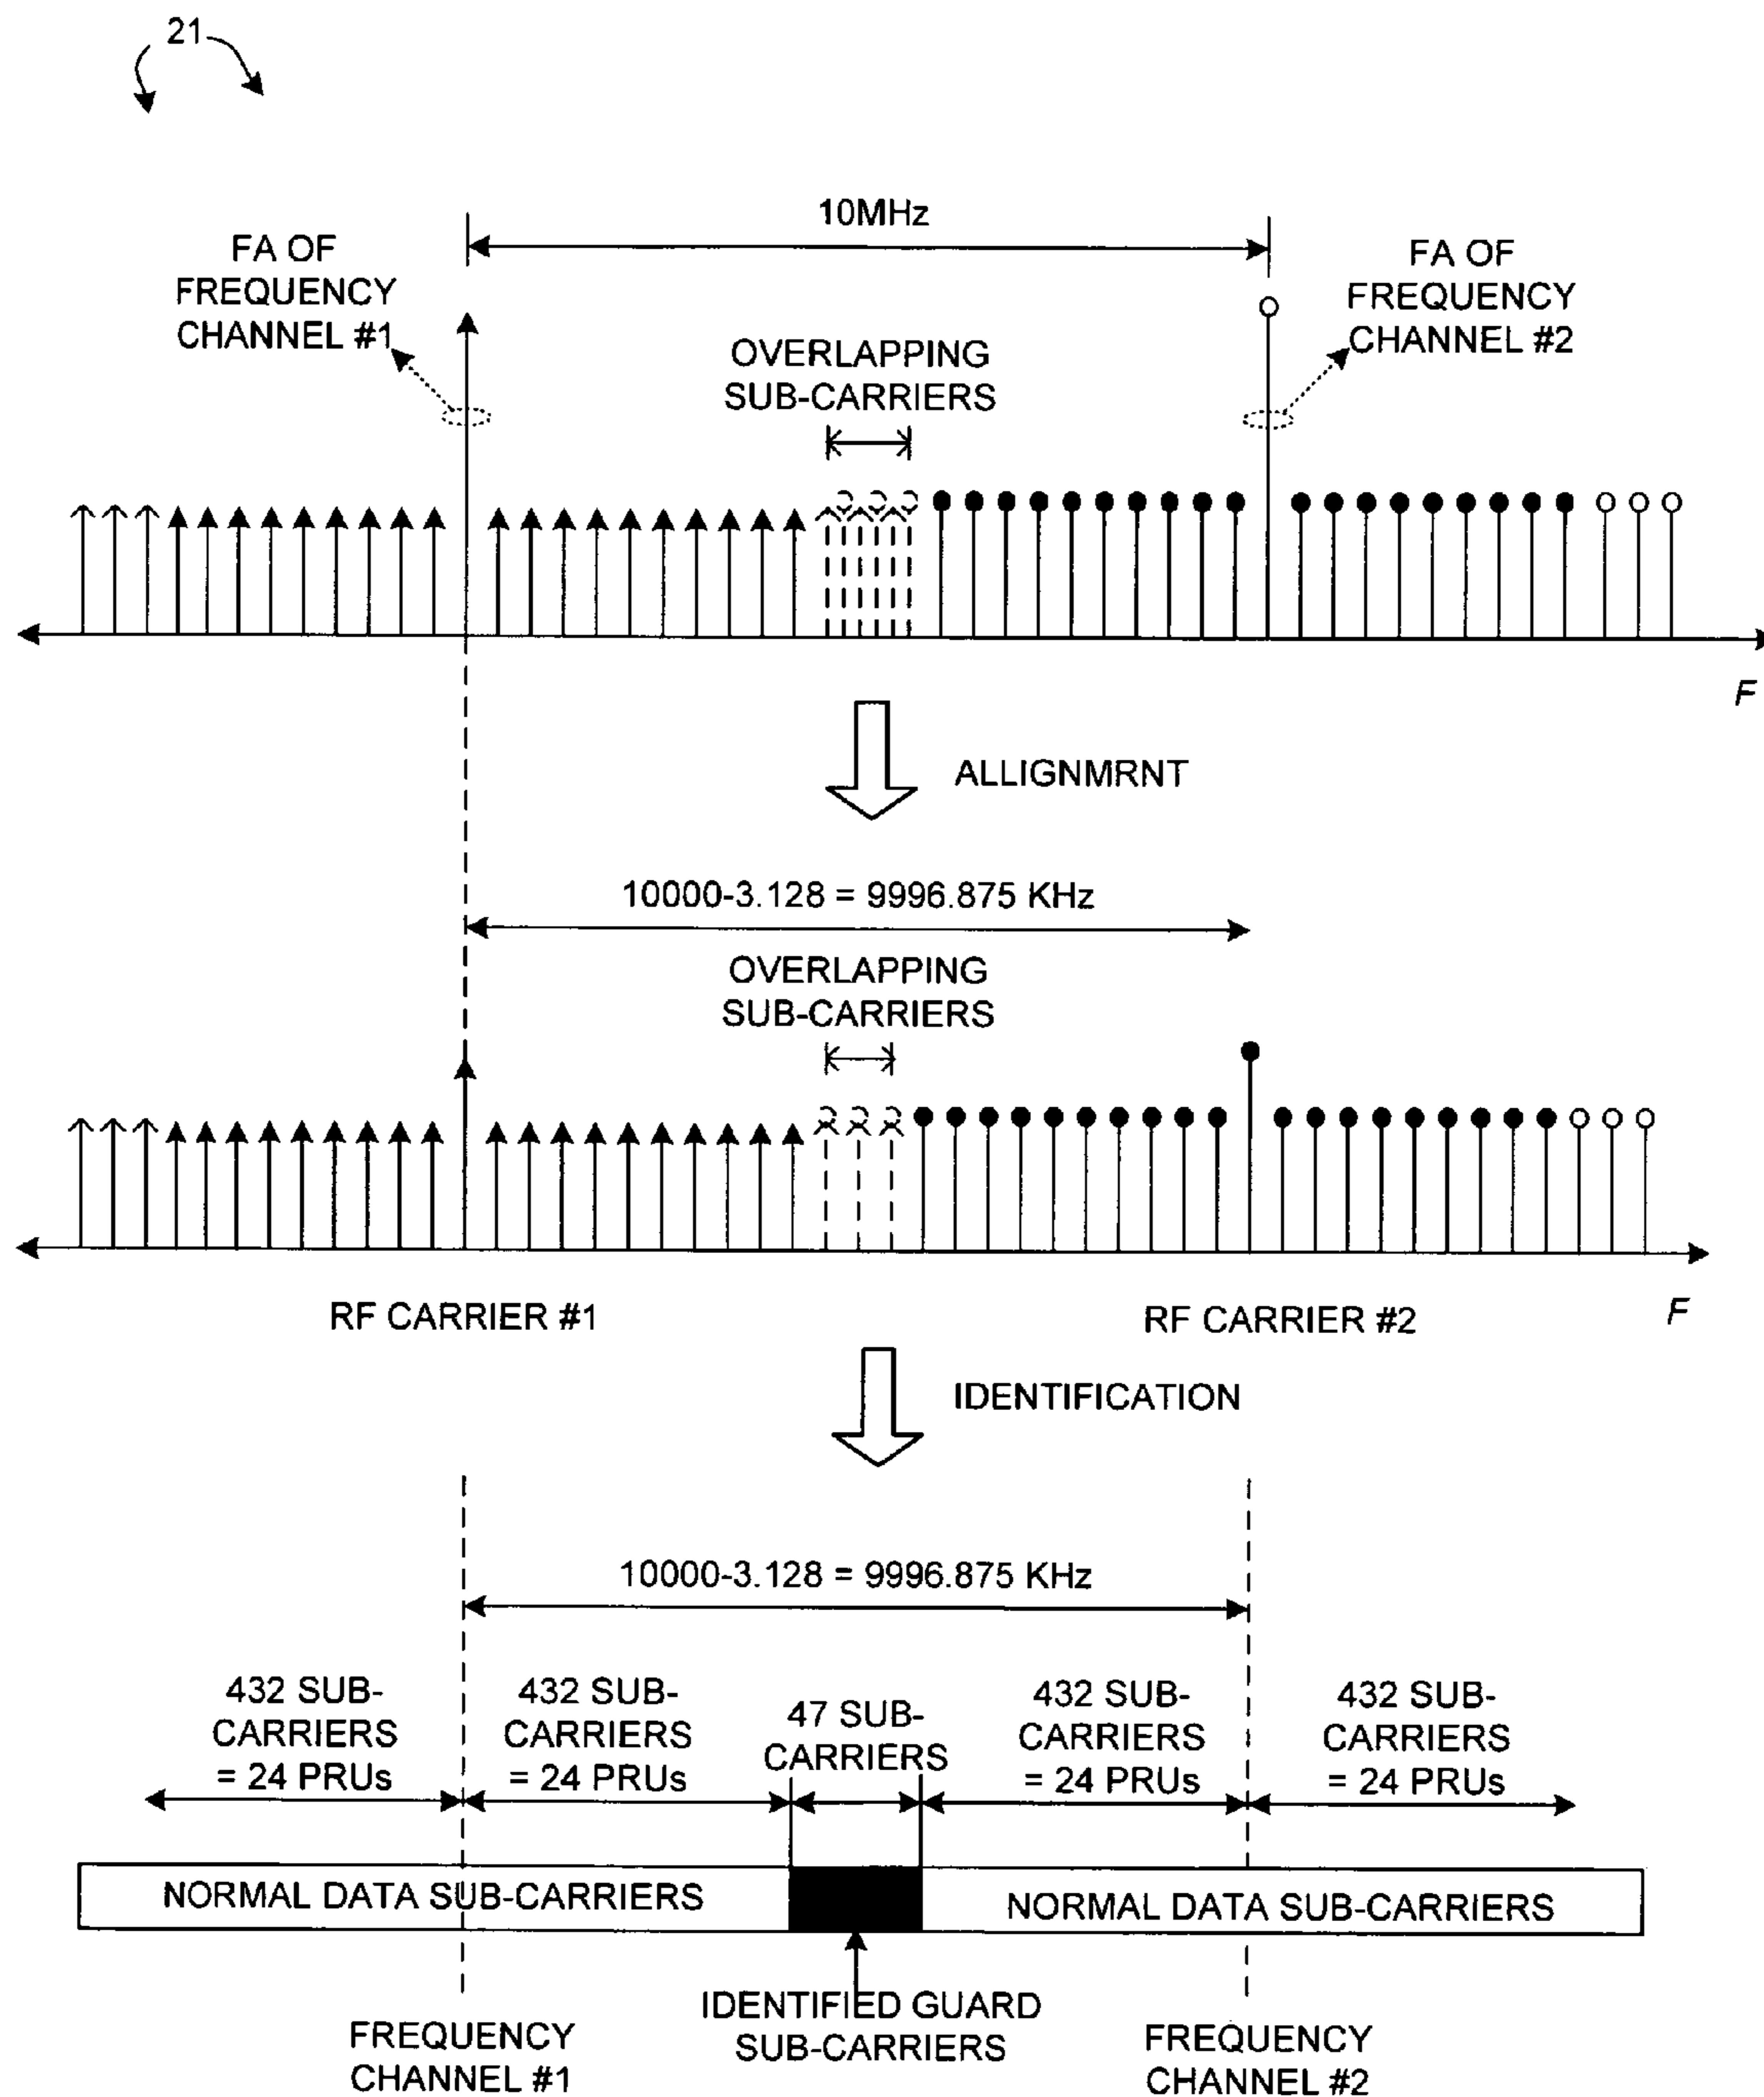 21
10MHz
FA OF
FREQUENCY
CHANNEL #1
FA OF
FREQUENCY
CHANNEL #2
OVERLAPPING
SUB-CARRIERS
F
ALLIGNMRNT
10000-3.128 = 9996.875 KHz
OVERLAPPING
SUB-CARRIERS
RF CARRIER #1
RF CARRIER #2
F
IDENTIFICATION
10000-3.128 = 9996.875 KHz
432 SUB-
CARRIERS
= 24 PRUs
432 SUB-
CARRIERS
= 24 PRUs
47 SUB-
CARRIERS
432 SUB-
CARRIERS
= 24 PRUs
432 SUB-
CARRIERS
= 24 PRUs
NORMAL DATA SUB-CARRIERS
NORMAL DATA SUB-CARRIERS
IDENTIFIED GUARD
SUB-CARRIERS
FREQUENCY
CHANNEL #1
FREQUENCY
CHANNEL #2